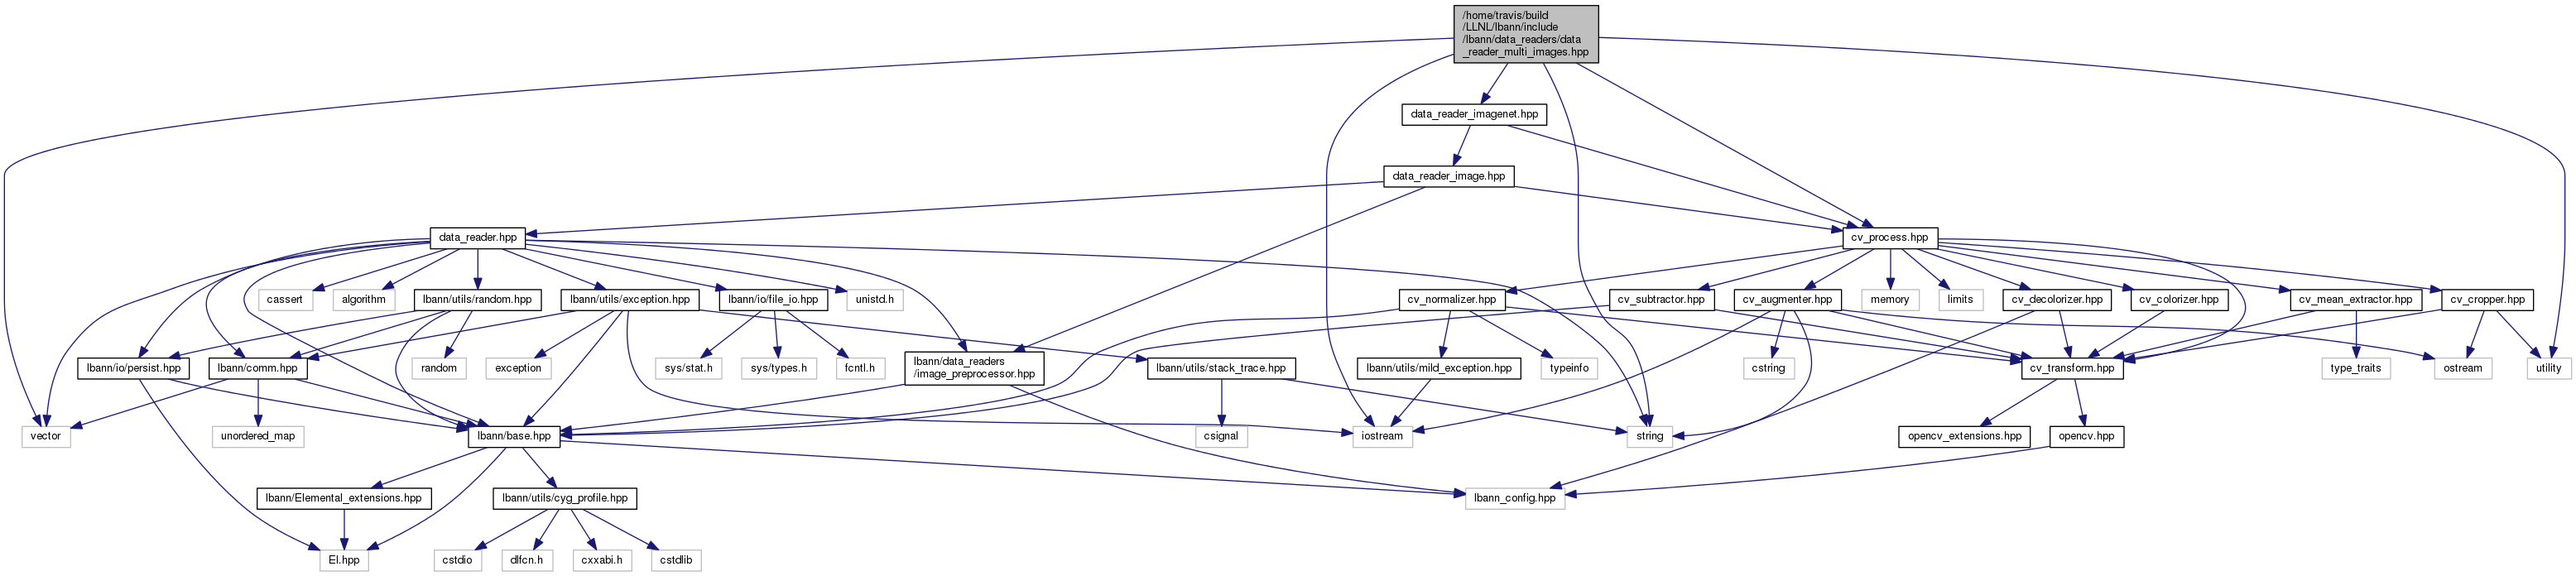 /home/travis/build
/LLNL/lbann/include
/lbann/data_readers/data
_reader_multi_images.hpp
data_reader_imagenet.hpp
data_reader_image.hpp
data_reader.hpp
cv_process.hpp
cassert
algorithm
lbann/utils/random.hpp
lbann/utils/exception.hpp
lbann/io/file_io.hpp
unistd.h
cv_normalizer.hpp
cv_subtractor.hpp
cv_augmenter.hpp
memory
limits
cv_decolorizer.hpp
cv_colorizer.hpp
cv_mean_extractor.hpp
cv_cropper.hpp
lbann/io/persist.hpp
lbann/comm.hpp
random
exception
sys/stat.h
sys/types.h
fcntl.h
lbann/data_readers
/image_preprocessor.hpp
lbann/utils/stack_trace.hpp
lbann/utils/mild_exception.hpp
typeinfo
cstring
cv_transform.hpp
type_traits
ostream
utility
vector
unordered_map
lbann/base.hpp
csignal
iostream
string
opencv_extensions.hpp
opencv.hpp
lbann/Elemental_extensions.hpp
lbann/utils/cyg_profile.hpp
lbann_config.hpp
El.hpp
cstdio
dlfcn.h
cxxabi.h
cstdlib